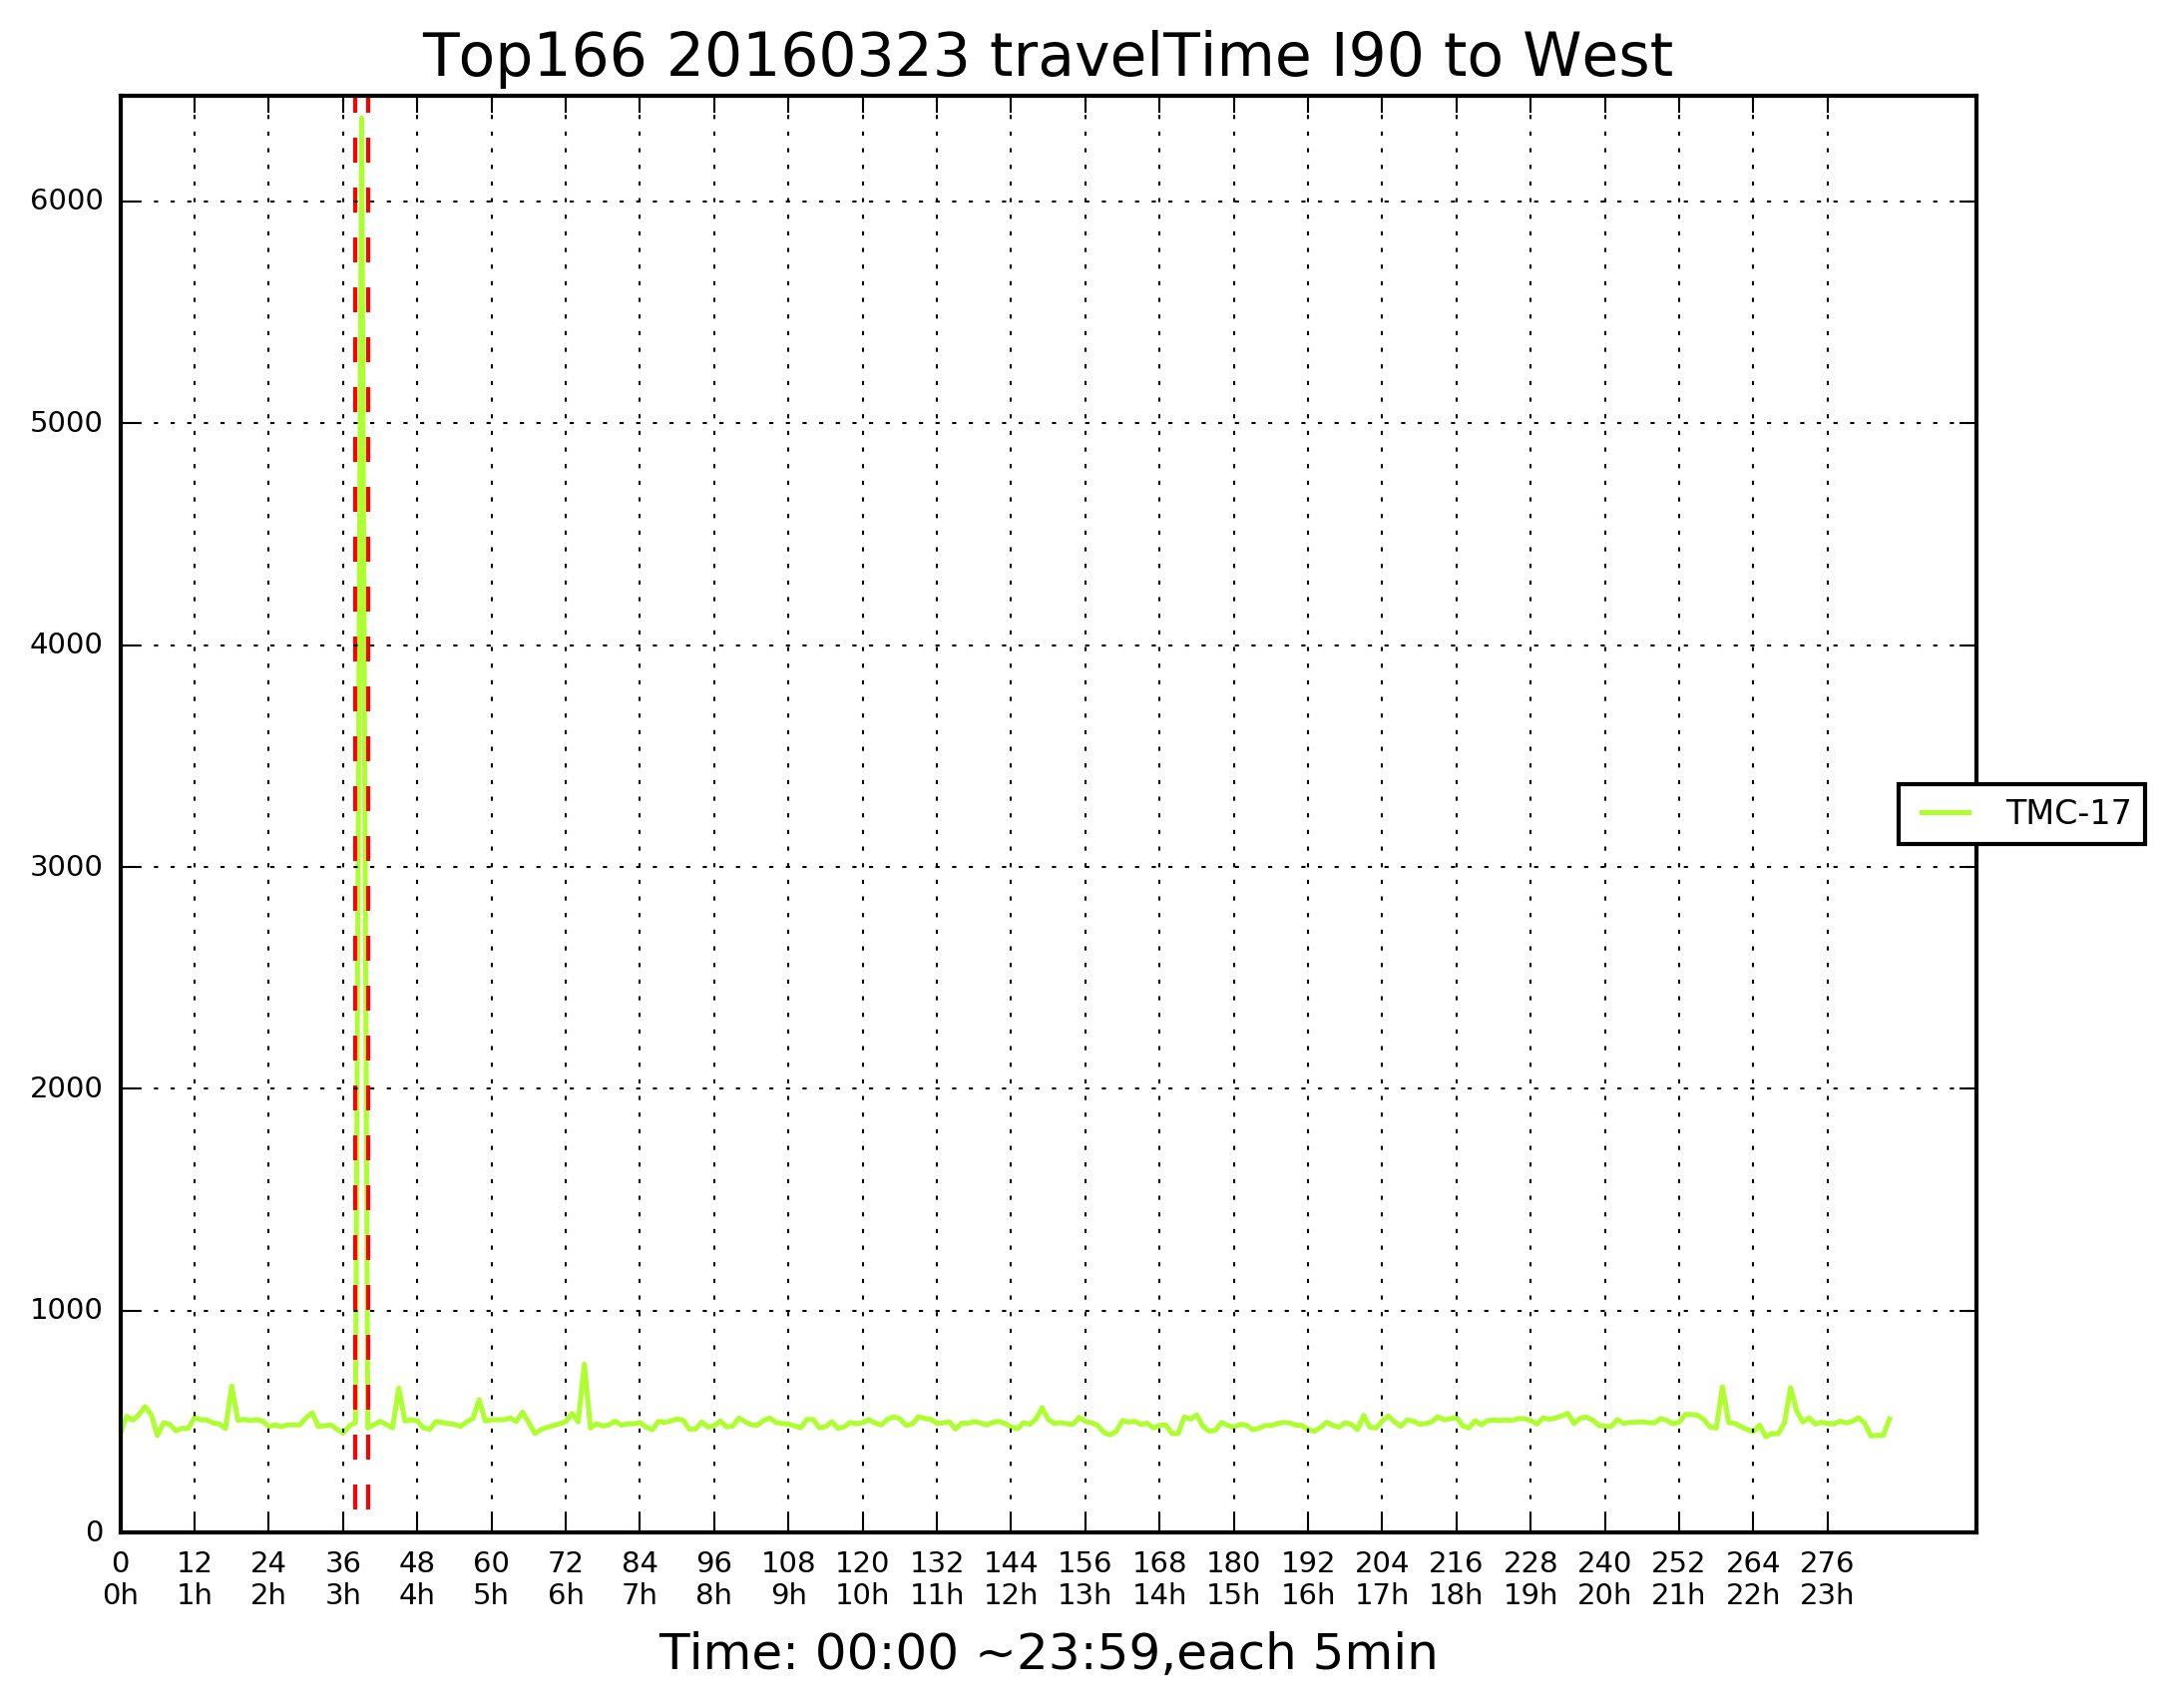 Top166 20160323 travelTime I90 to West
6000
5000
4000
3000
2000
1000
0
TMC-17
0 12 24 36 48 60 72 84 96 108 120 132 144 156 168 180 192 204 216 228 240 252 264 276
0h 1h 2h 3h 4h 5h 6h 7h 8h 9h 10h 11h 12h 13h 14h 15h 16h 17h 18h 19h 20h 21h 22h 23h
Time: 00:00 ~23:59,each 5min